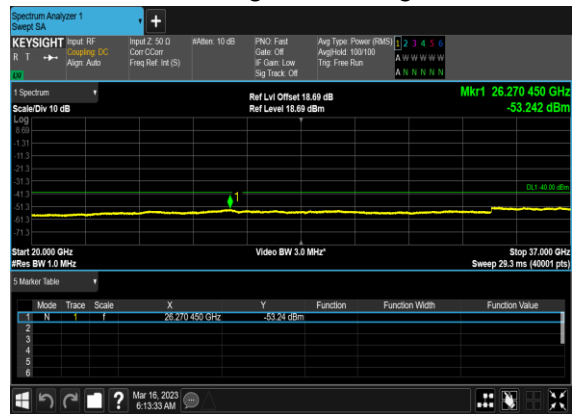 Spectrum Analyzer 1
Swept SA
+
KEYSIGHT Input: RF Input Z: 50 Ω #Atten: 10 dB PNO: Fast Avg Type: Power (RMS) 1 2 3 4 5 6
R T Coupling: DC Corr CCorr Gate: Off Avg|Hold: 100/100 A W W W W W
Align: Auto Freq Ref: Int (S) IF Gain: Low Trig: Free Run
Sig Track: Off A N N N N N
1 Spectrum Ref Lvl Offset 18.69 dB Mkr1 26.270 450 GHz
Scale/Div 10 dB Ref Level 18.69 dBm -53.242 dBm
Log
8.69
-1.31
-11.3
-21.3
-31.3
DL1 -40.00 dBm
-41.3
1
-51.3
-61.3
-71.3
Start 20.000 GHz Video BW 3.0 MHz* Stop 37.000 GHz
#Res BW 1.0 MHz Sweep 29.3 ms (40001 pts)
5 Marker Table
Mode Trace Scale X Y Function Function Width Function Value
1 N 1 f 26.270 450 GHz -53.24 dBm
2
3
4
5
6
? Mar 16, 2023
6:13:33 AM